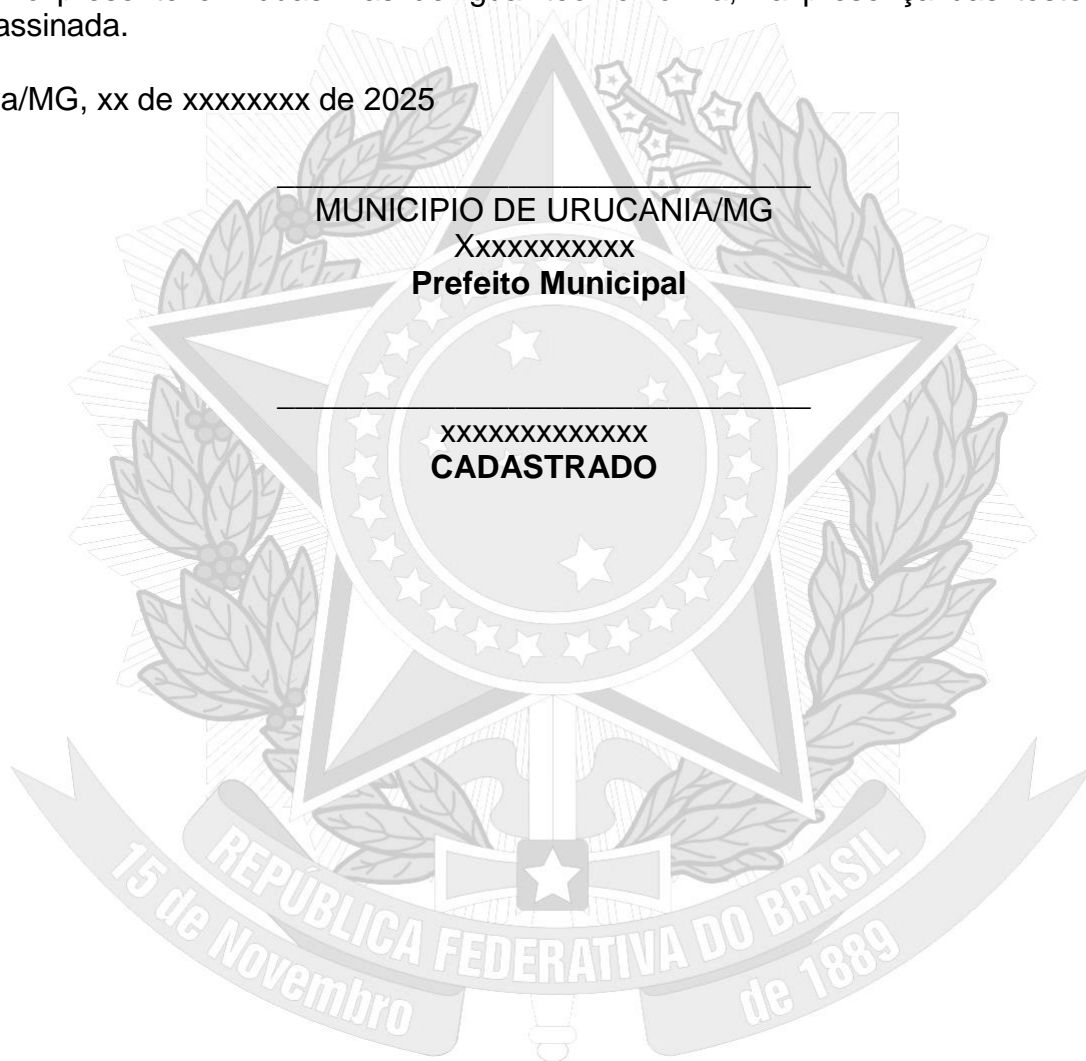 assinada.
a/MG, xx de xxxxxxxx de 2025
MUNICIPIO DE URUCANIA/MG
Xxxxxxxxxxx
Prefeito Municipal
xxxxxxxxxxxxx
CADASTRADO
REPÚBLICA FEDERATIVA DO BRASIL
15 de Novembro
de 1889